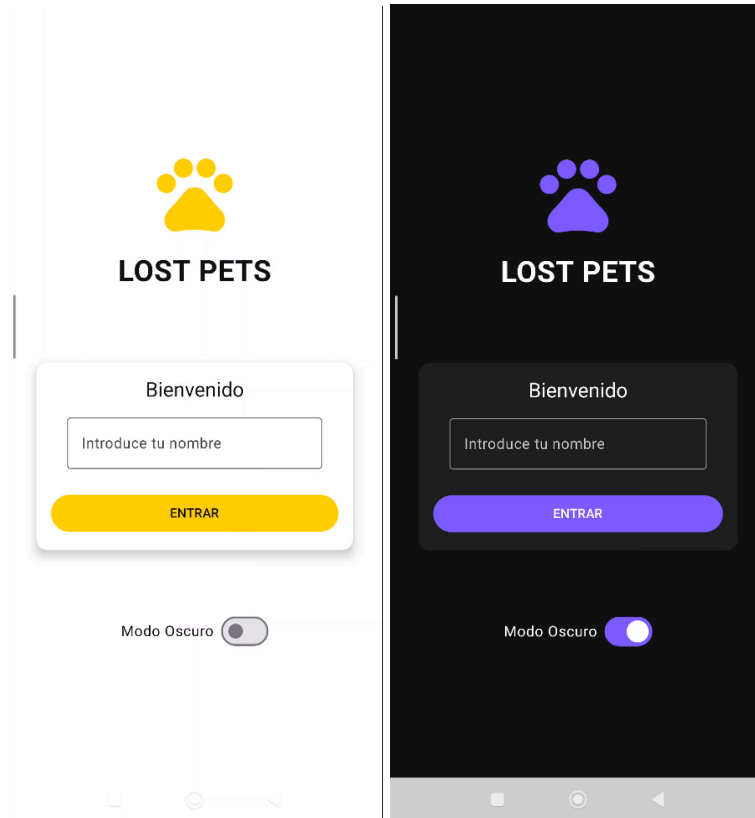 LOST PETS
Bienvenido
Introduce tu nombre
ENTRAR
Modo Oscuro
LOST PETS
Bienvenido
Introduce tu nombre
ENTRAR
Modo Oscuro